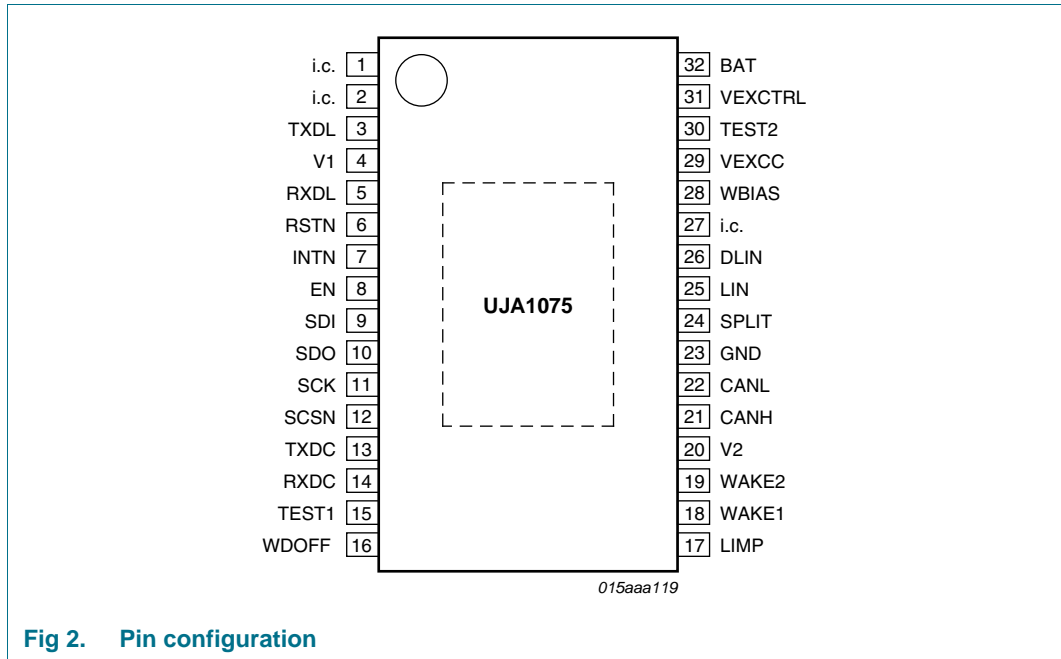 i.c. 1 32 BAT
i.c. 2 31 VEXCTRL
TXDL 3 30 TEST2
V1 4 29 VEXCC
RXDL 5 28 WBIAS
RSTN 6 27 i.c.
INTN 7 26 DLIN
EN 8 25 LIN
UJA1075
SDI 9 24 SPLIT
SDO 10 23 GND
SCK 11 22 CANL
SCSN 12 21 CANH
TXDC 13 20 V2
RXDC 14 19 WAKE2
TEST1 15 18 WAKE1
WDOFF 16 17 LIMP
015aaa119
Fig 2. Pin configuration